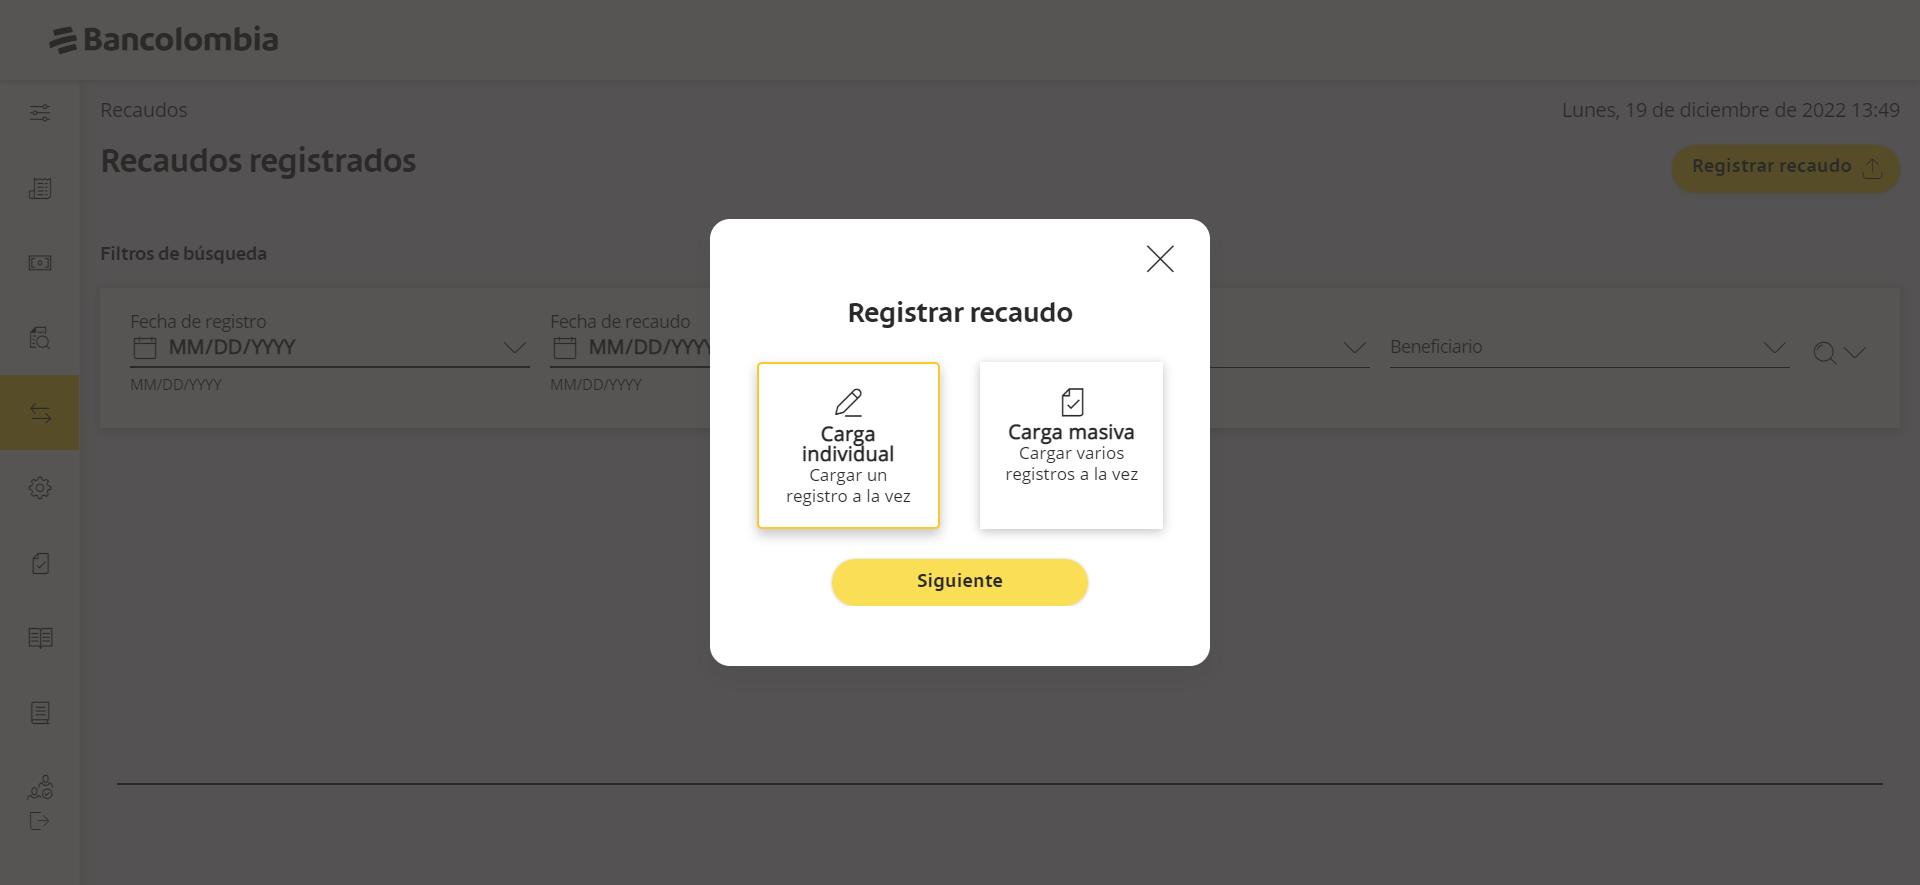 Bancolombia
Recaudos
Lunes, 19 de diciembre de 2022 13:49
Recaudos registrados
Registrar recaudo
Filtros de búsqueda
Fecha de registro
MM/DD/YYYY
MM/DD/YYYY
Fecha de recaudo
MM/DD/YYYY
MM/DD/YYYY
Beneficiario
Registrar recaudo
Carga
individual
Cargar un
registro a la vez
Carga masiva
Cargar varios
registros a la vez
Siguiente